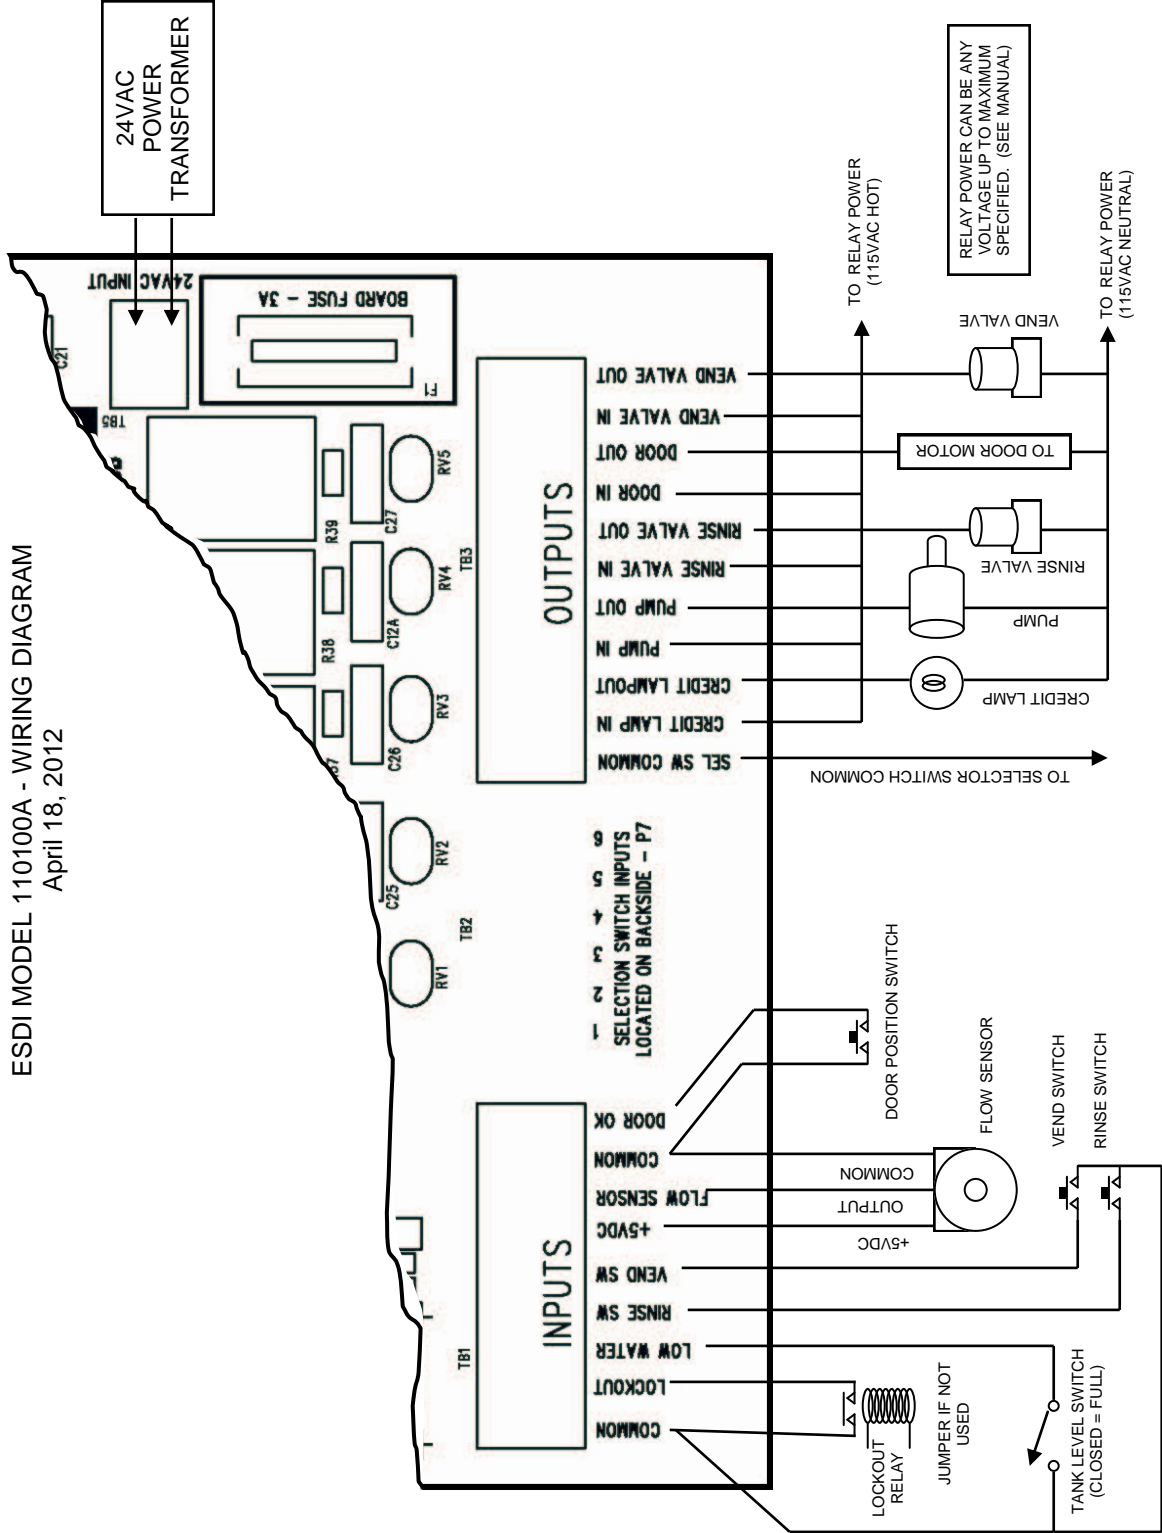 ESDI MODEL 110100A - WIRING DIAGRAM
April 18, 2012
24VAC
POWER
TRANSFORMER
24VAC INPUT
TB5
C21
BOARD FUSE - 3A
F1
R39
C27
RV5
R38
C12A
RV4
C26
RV3
C25
RV2
RV1
TB1
INPUTS
COMMON
LOCKOUT
LOW WATER
RINSE SW
VEND SW
+5VDC
FLOW SENSOR
COMMON
DOOR OK
TB2
1 2 3 4 5 6
SELECTION SWITCH INPUTS
LOCATED ON BACKSIDE - P7
TB3
OUTPUTS
SEL SW COMMON
CREDIT LAMP IN
CREDIT LAMPOUT
PUMP IN
PUMP OUT
RINSE VALVE IN
RINSE VALVE OUT
DOOR IN
DOOR OUT
VEND VALVE IN
VEND VALVE OUT
LOCKOUT
RELAY
JUMPER IF NOT
USED
TANK LEVEL SWITCH
(CLOSED = FULL)
+5VDC
OUTPUT
COMMON
FLOW SENSOR
VEND SWITCH
RINSE SWITCH
DOOR POSITION SWITCH
TO SELECTOR SWITCH COMMON
CREDIT LAMP
PUMP
RINSE VALVE
TO DOOR MOTOR
VEND VALVE
TO RELAY POWER
(115VAC HOT)
TO RELAY POWER
(115VAC NEUTRAL)
RELAY POWER CAN BE ANY
VOLTAGE UP TO MAXIMUM
SPECIFIED. (SEE MANUAL)